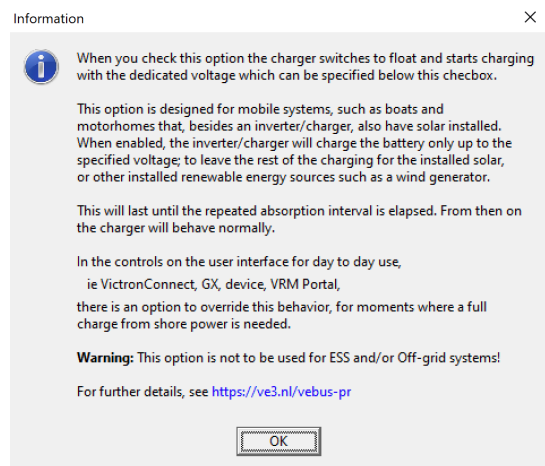 Information
When you check this option the charger switches to float and starts charging
with the dedicated voltage which can be specified below this checbox.
This option is designed for mobile systems, such as boats and
motorhomes that, besides an inverter/charger, also have solar installed.
When enabled, the inverter/charger will charge the battery only up to the
specified voltage; to leave the rest of the charging for the installed solar,
or other installed renewable energy sources such as a wind generator.
This will last until the repeated absorption interval is elapsed. From then on
the charger will behave normally.
In the controls on the user interface for day to day use,
ie VictronConnect, GX, device, VRM Portal,
there is an option to override this behavior, for moments where a full
charge from shore power is needed.
Warning: This option is not to be used for ESS and/or Off-grid systems!
For further details, see https://ve3.nl/vebus-pr
OK